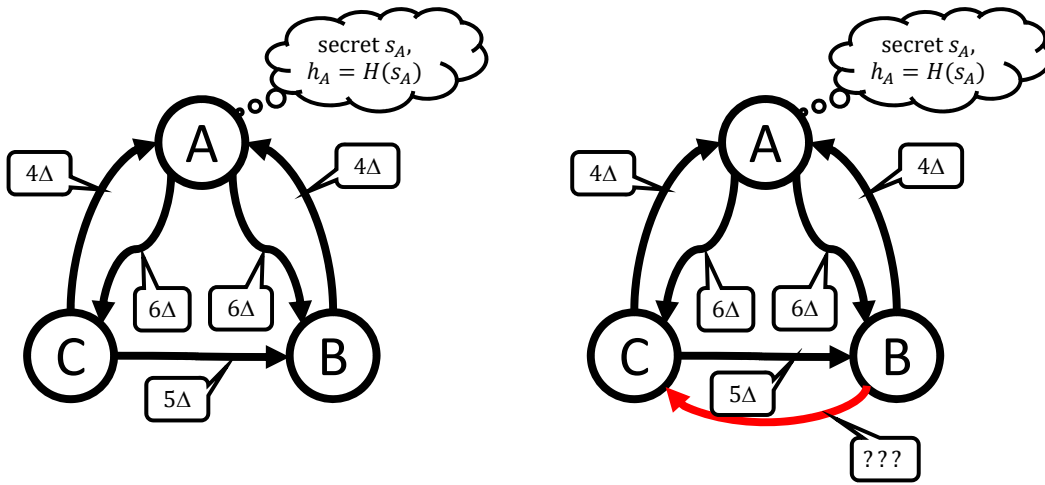 secret s_A,
h_A = H(s_A)
A
4Δ
4Δ
6Δ
6Δ
C
B
5Δ
secret s_A,
h_A = H(s_A)
A
4Δ
4Δ
6Δ
6Δ
C
B
5Δ
???